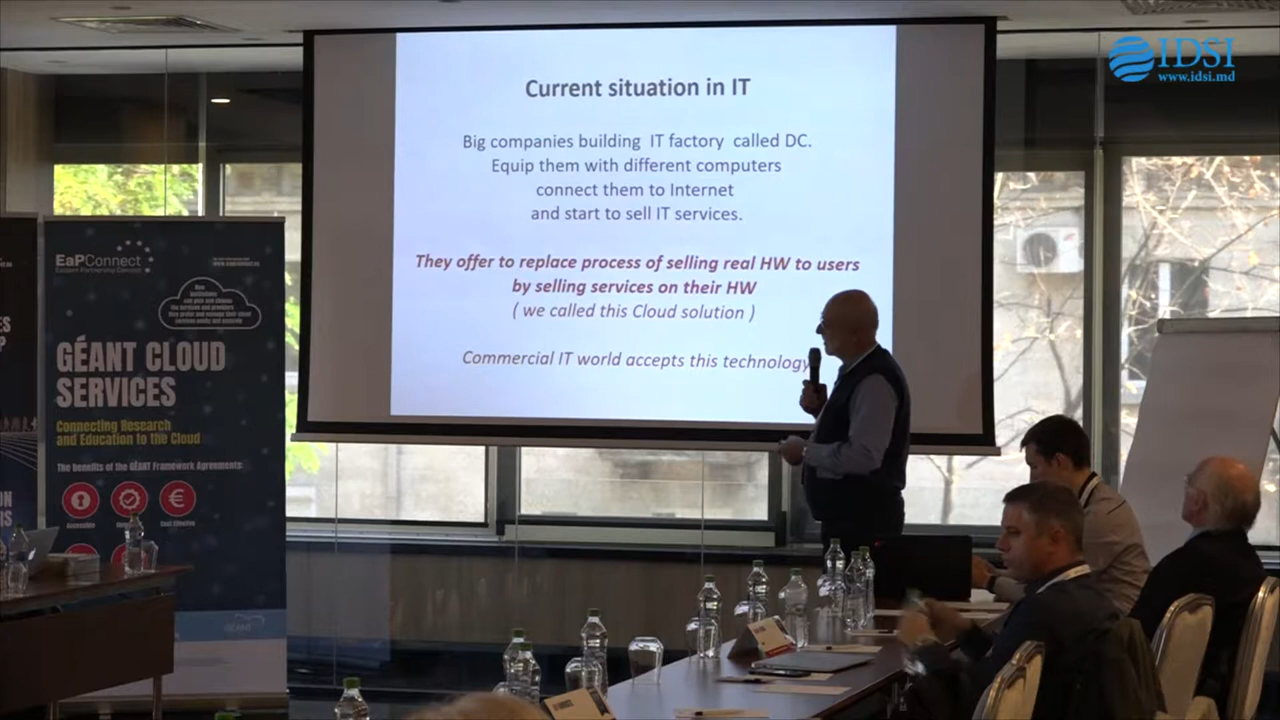 IDSI
www.idsi.md
Current situation in IT
Big companies building IT factory called DC.
Equip them with different computers
connect them to Internet
and start to sell IT services.
They offer to replace process of selling real HW to users
by selling services on their HW
( we called this Cloud solution )
Commercial IT world accepts this technology
EaPConnect
Eastern Partnership Connect
GÉANT CLOUD
SERVICES
Connecting Research
and Education to the Cloud
The benefits of the GÉANT Framework Agreements:
Accessible
Cost Effective
GÉANT